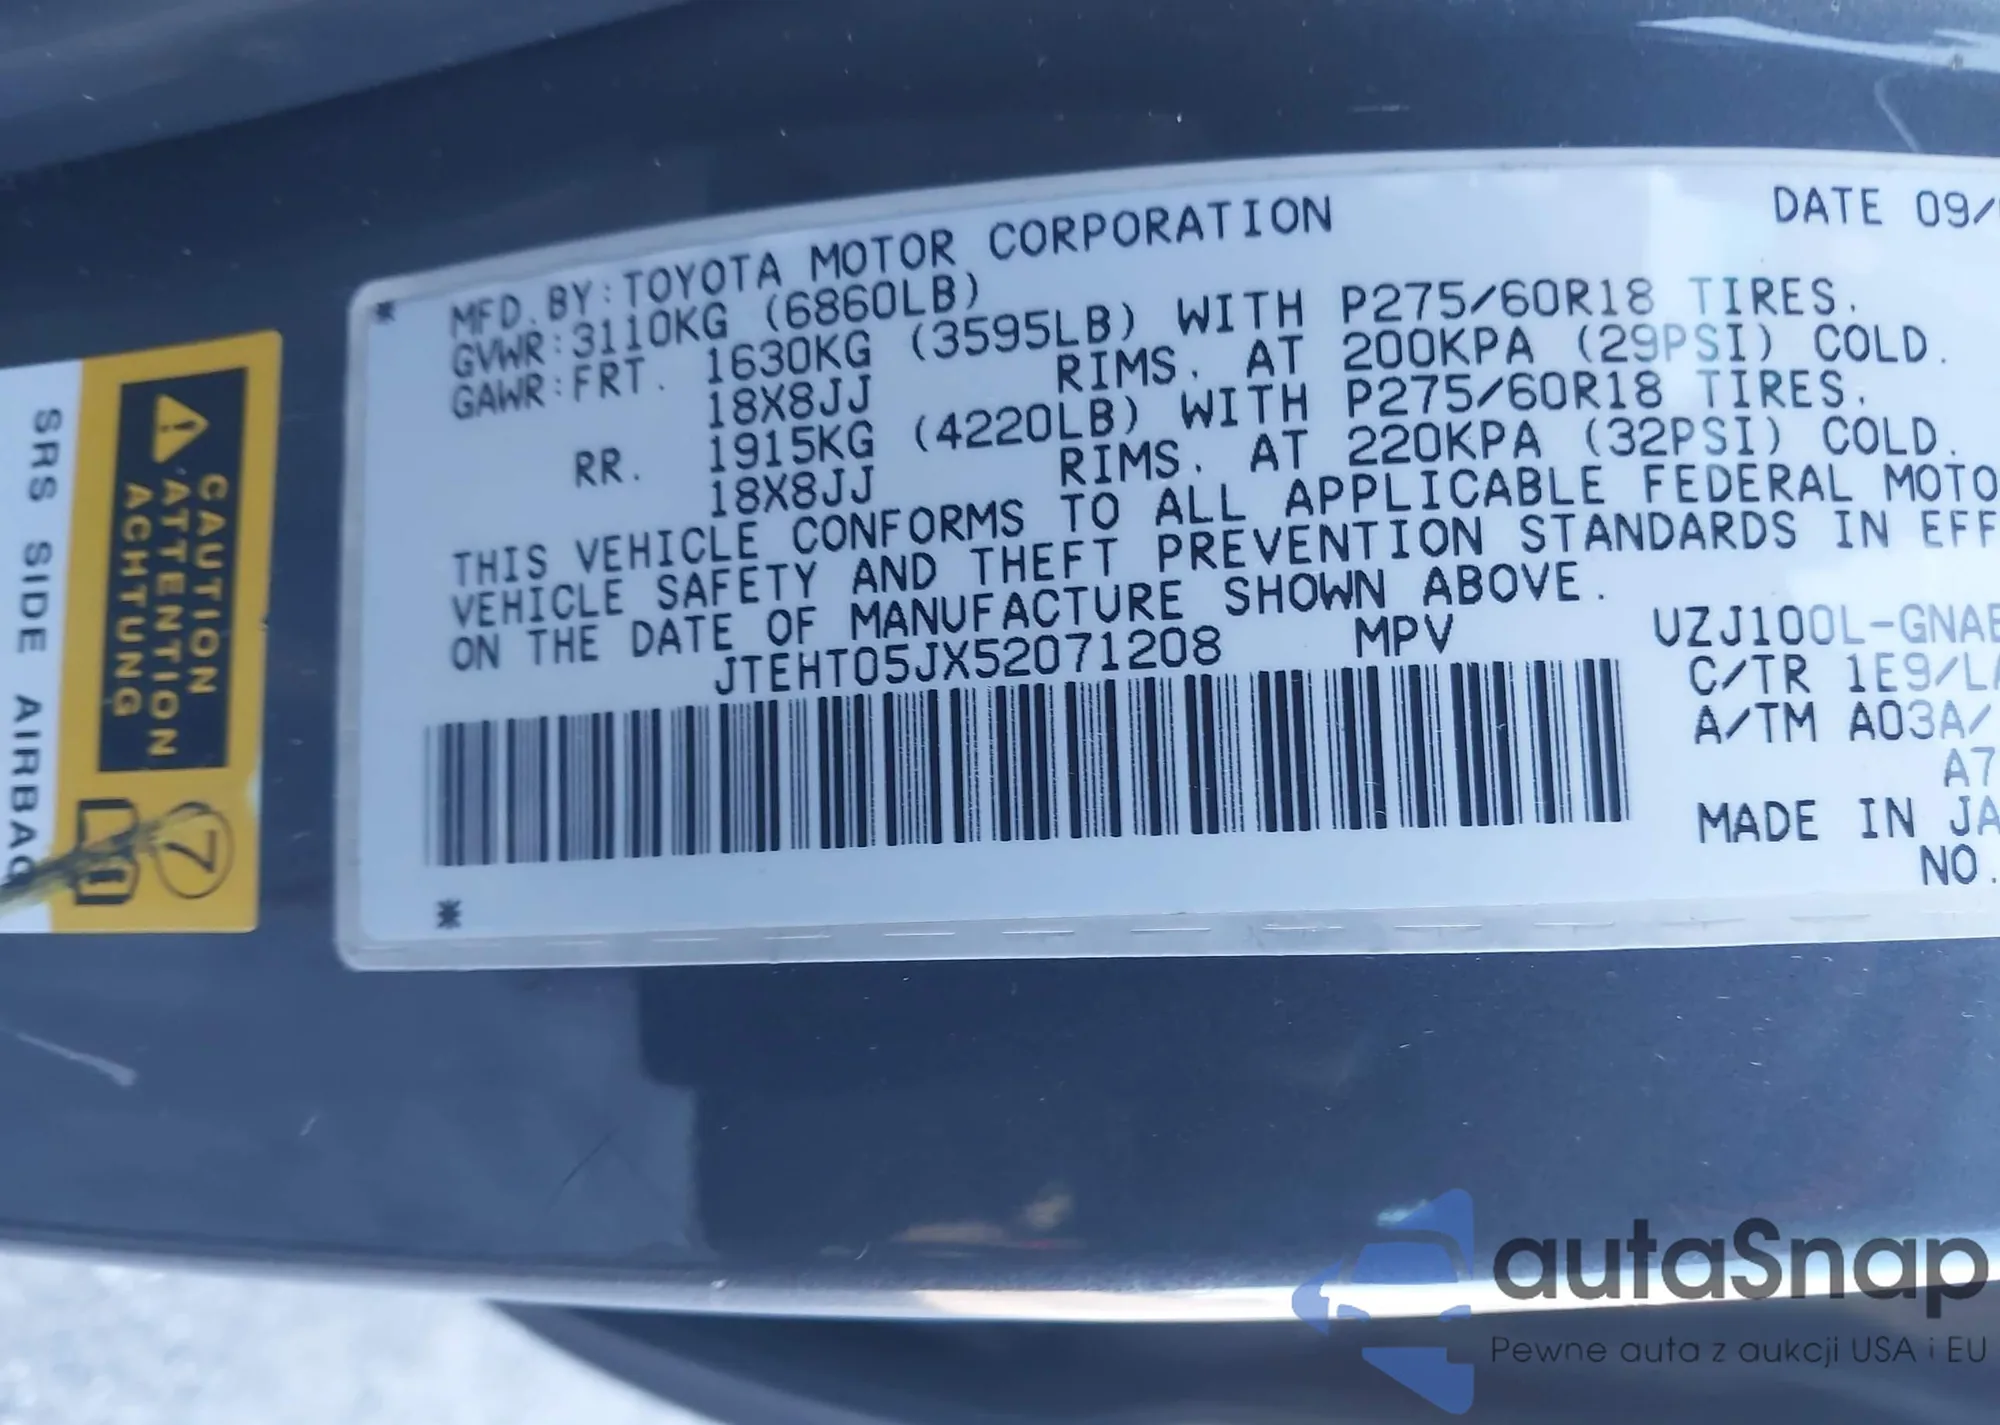 MFD. BY: TOYOTA MOTOR CORPORATION DATE 09/
GVWR: 3110KG (6860LB)
GAWR: FRT. 1630KG (3595LB) WITH P275/60R18 TIRES.
18X8JJ RIMS. AT 200KPA (29PSI) COLD.
RR. 1915KG (4220LB) WITH P275/60R18 TIRES.
18X8JJ RIMS. AT 220KPA (32PSI) COLD.
THIS VEHICLE CONFORMS TO ALL APPLICABLE FEDERAL MOTO
VEHICLE SAFETY AND THEFT PREVENTION STANDARDS IN EFF
ON THE DATE OF MANUFACTURE SHOWN ABOVE.
JTEHT05JX52071208 MPV UZJ100L-GNAE
C/TR 1E9/LA
A/TM A03A/
A7
MADE IN JA
NO.
*
*
CAUTION
ATTENTION
ACHTUNG
7
SRS SIDE AIRBAG
autaSnap
Pewne auta z aukcji USA i EU